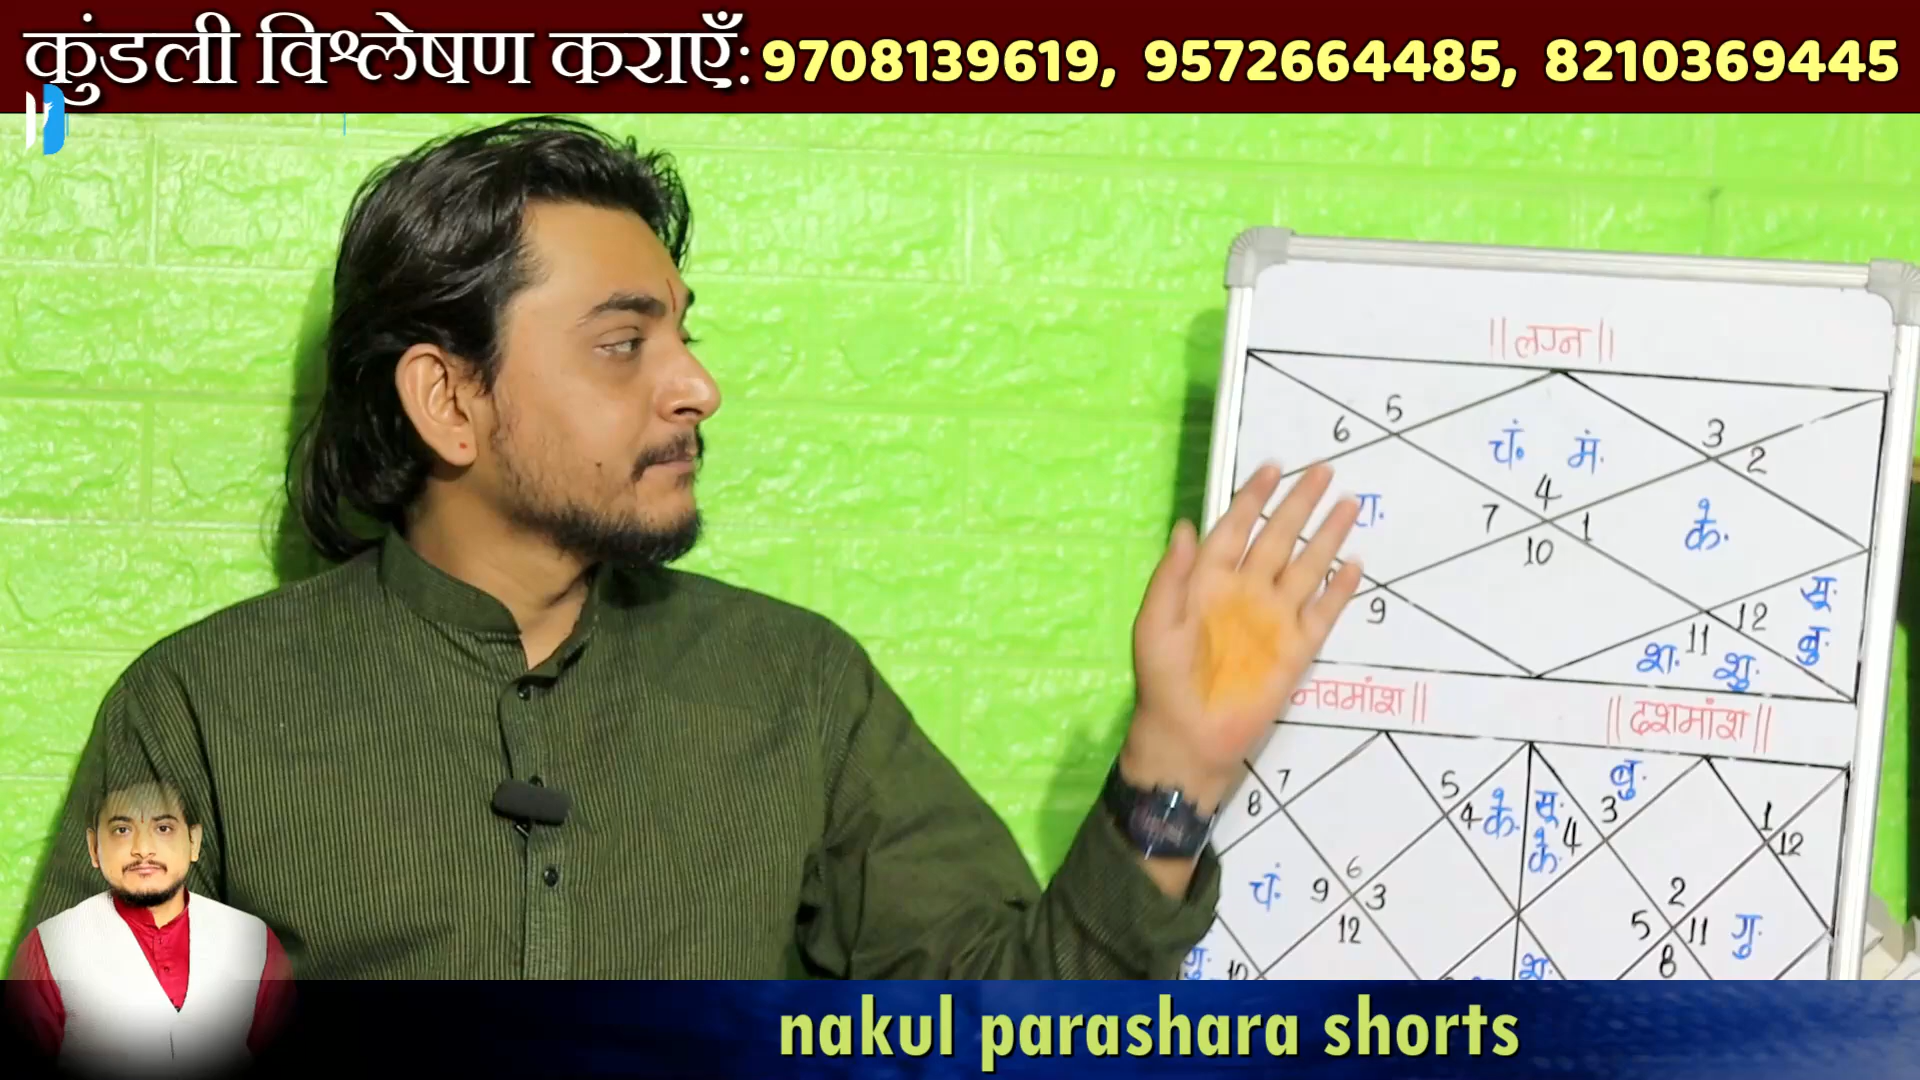 कुंडली विश्लेषण कराएँ: 9708139619, 9572664485, 8210369445
||लग्न||
5
6
चं. मं.
3
2
4
रा.
7
1
के.
10
9
12
सू.
11
बु.
श. शु.
नवमांश||
||दशमांश||
7
8
5
4 के.
सू.
के.
4
3
बु.
1
12
चं. 9
6
3
12
2
5
11 गु.
8
गु. 10
श.
nakul parashara shorts